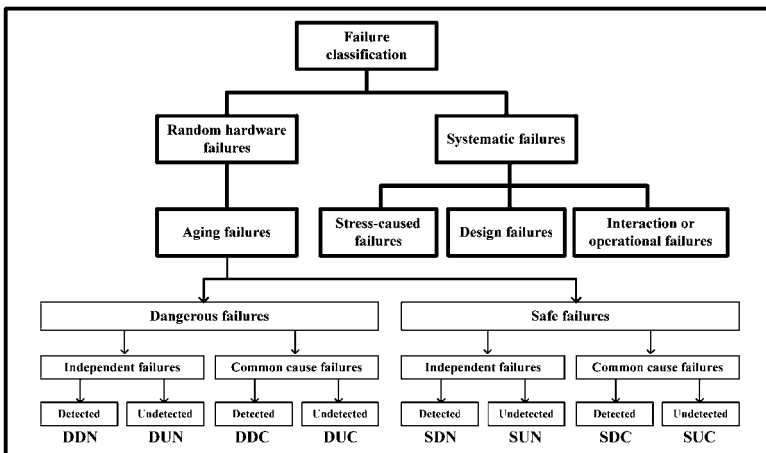 Failure
classification
Random hardware
failures
Systematic failures
Aging failures
Stress-caused
failures
Design failures
Interaction or
operational failures
Dangerous failures
Safe failures
Independent failures
Common cause failures
Independent failures
Common cause failures
Detected
Undetected
Detected
Undetected
Detected
Undetected
Detected
Undetected
DDN
DUN
DDC
DUC
SDN
SUN
SDC
SUC